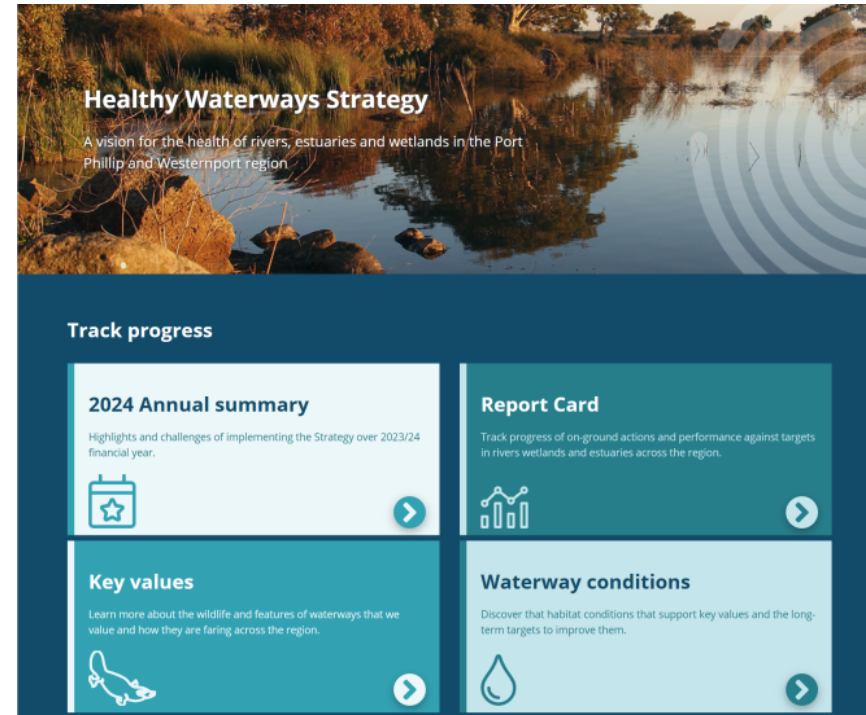 Healthy Waterways Strategy
A vision for the health of rivers, estuaries and wetlands in the Port
Phillip and Westernport region
Track progress
2024 Annual summary
Highlights and challenges of implementing the Strategy over 2023/24
financial year.
Report Card
Track progress of on-ground actions and performance against targets
in rivers wetlands and estuaries across the region.
Key values
Learn more about the wildlife and features of waterways that we
value and how they are faring across the region.
Waterway conditions
Discover that habitat conditions that support key values and the long-
term targets to improve them.